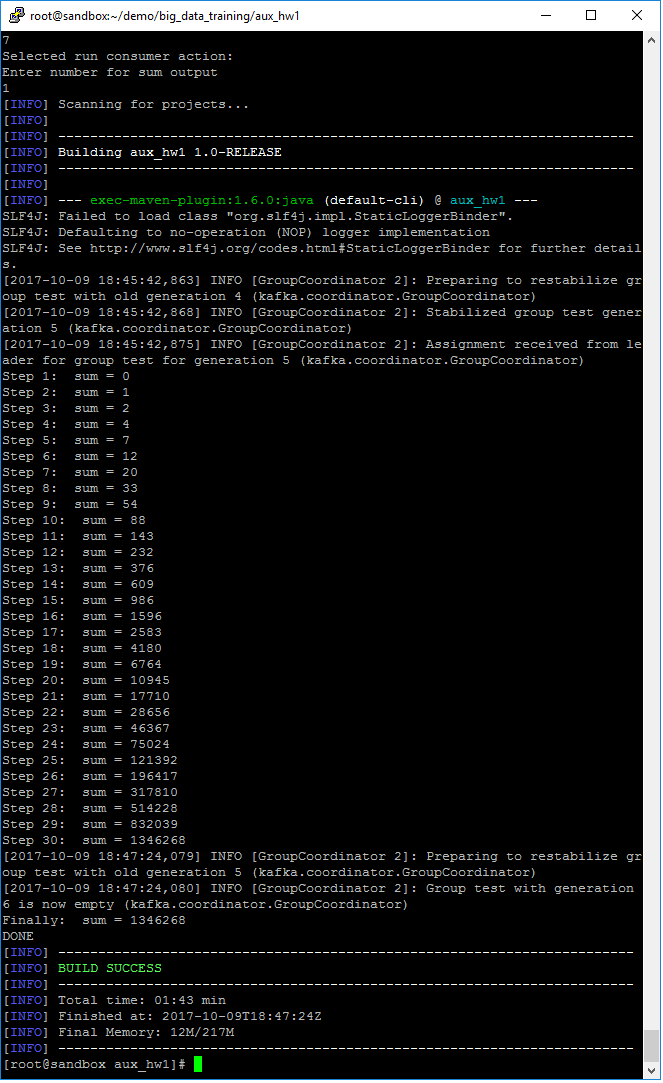 root@sandbox:~/demo/big_data_training/aux_hw1
7
Selected run consumer action:
Enter number for sum output
1
[INFO] Scanning for projects...
[INFO]
[INFO] ------------------------------------------------------------------------
[INFO] Building aux_hw1 1.0-RELEASE
[INFO] ------------------------------------------------------------------------
[INFO]
[INFO] --- exec-maven-plugin:1.6.0:java (default-cli) @ aux_hw1 ---
SLF4J: Failed to load class "org.slf4j.impl.StaticLoggerBinder".
SLF4J: Defaulting to no-operation (NOP) logger implementation
SLF4J: See http://www.slf4j.org/codes.html#StaticLoggerBinder for further detail
s.
[2017-10-09 18:45:42,863] INFO [GroupCoordinator 2]: Preparing to restabilize gr
oup test with old generation 4 (kafka.coordinator.GroupCoordinator)
[2017-10-09 18:45:42,868] INFO [GroupCoordinator 2]: Stabilized group test gener
ation 5 (kafka.coordinator.GroupCoordinator)
[2017-10-09 18:45:42,875] INFO [GroupCoordinator 2]: Assignment received from le
ader for group test for generation 5 (kafka.coordinator.GroupCoordinator)
Step 1:  sum = 0
Step 2:  sum = 1
Step 3:  sum = 2
Step 4:  sum = 4
Step 5:  sum = 7
Step 6:  sum = 12
Step 7:  sum = 20
Step 8:  sum = 33
Step 9:  sum = 54
Step 10:  sum = 88
Step 11:  sum = 143
Step 12:  sum = 232
Step 13:  sum = 376
Step 14:  sum = 609
Step 15:  sum = 986
Step 16:  sum = 1596
Step 17:  sum = 2583
Step 18:  sum = 4180
Step 19:  sum = 6764
Step 20:  sum = 10945
Step 21:  sum = 17710
Step 22:  sum = 28656
Step 23:  sum = 46367
Step 24:  sum = 75024
Step 25:  sum = 121392
Step 26:  sum = 196417
Step 27:  sum = 317810
Step 28:  sum = 514228
Step 29:  sum = 832039
Step 30:  sum = 1346268
[2017-10-09 18:47:24,079] INFO [GroupCoordinator 2]: Preparing to restabilize gr
oup test with old generation 5 (kafka.coordinator.GroupCoordinator)
[2017-10-09 18:47:24,080] INFO [GroupCoordinator 2]: Group test with generation
6 is now empty (kafka.coordinator.GroupCoordinator)
Finally:  sum = 1346268
DONE
[INFO] ------------------------------------------------------------------------
[INFO] BUILD SUCCESS
[INFO] ------------------------------------------------------------------------
[INFO] Total time: 01:43 min
[INFO] Finished at: 2017-10-09T18:47:24Z
[INFO] Final Memory: 12M/217M
[INFO] ------------------------------------------------------------------------
[root@sandbox aux_hw1]#